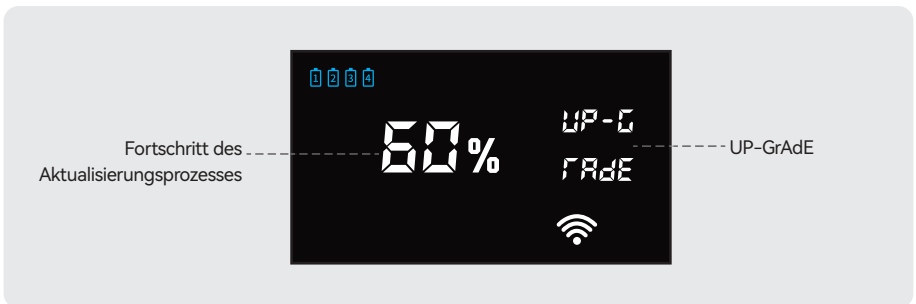 1 2 3 4
Fortschritt des
Aktualisierungsprozesses
60%
UP-G
rAdE
UP-GrAdE